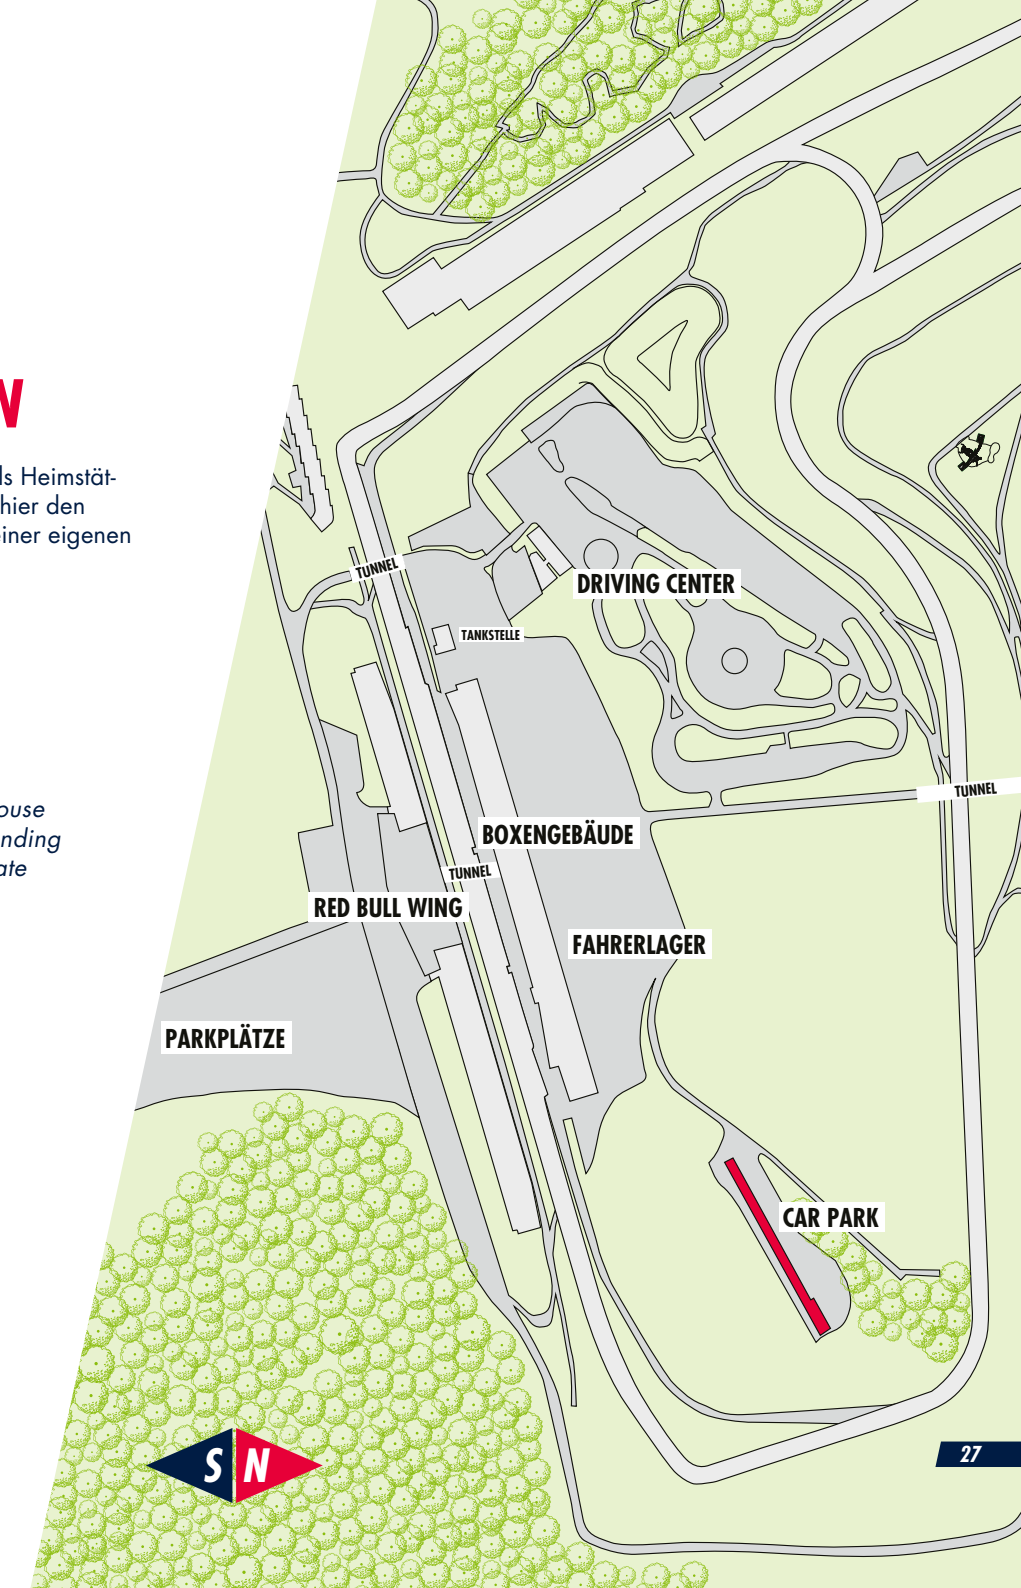 W
ls Heimstät-
hier den
einer eigenen
TUNNEL
DRIVING CENTER
TANKSTELLE
TUNNEL
ouse
nding
ate
BOXENGEBÄUDE
TUNNEL
RED BULL WING
FAHRERLAGER
PARKPLÄTZE
CAR PARK
S N
27